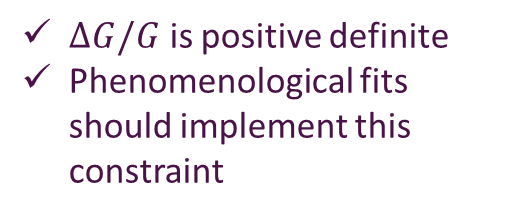 ✓ Δ𝐺/𝐺 is positive definite
✓ Phenomenological fits
should implement this
constraint